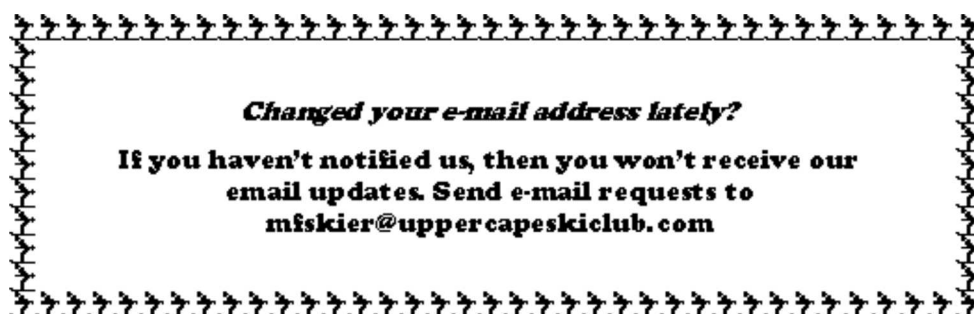 Changed your e-mail address lately?
If you haven't notified us, then you won't receive our
email updates. Send e-mail requests to
mfskier@uppercapeskiclub.com